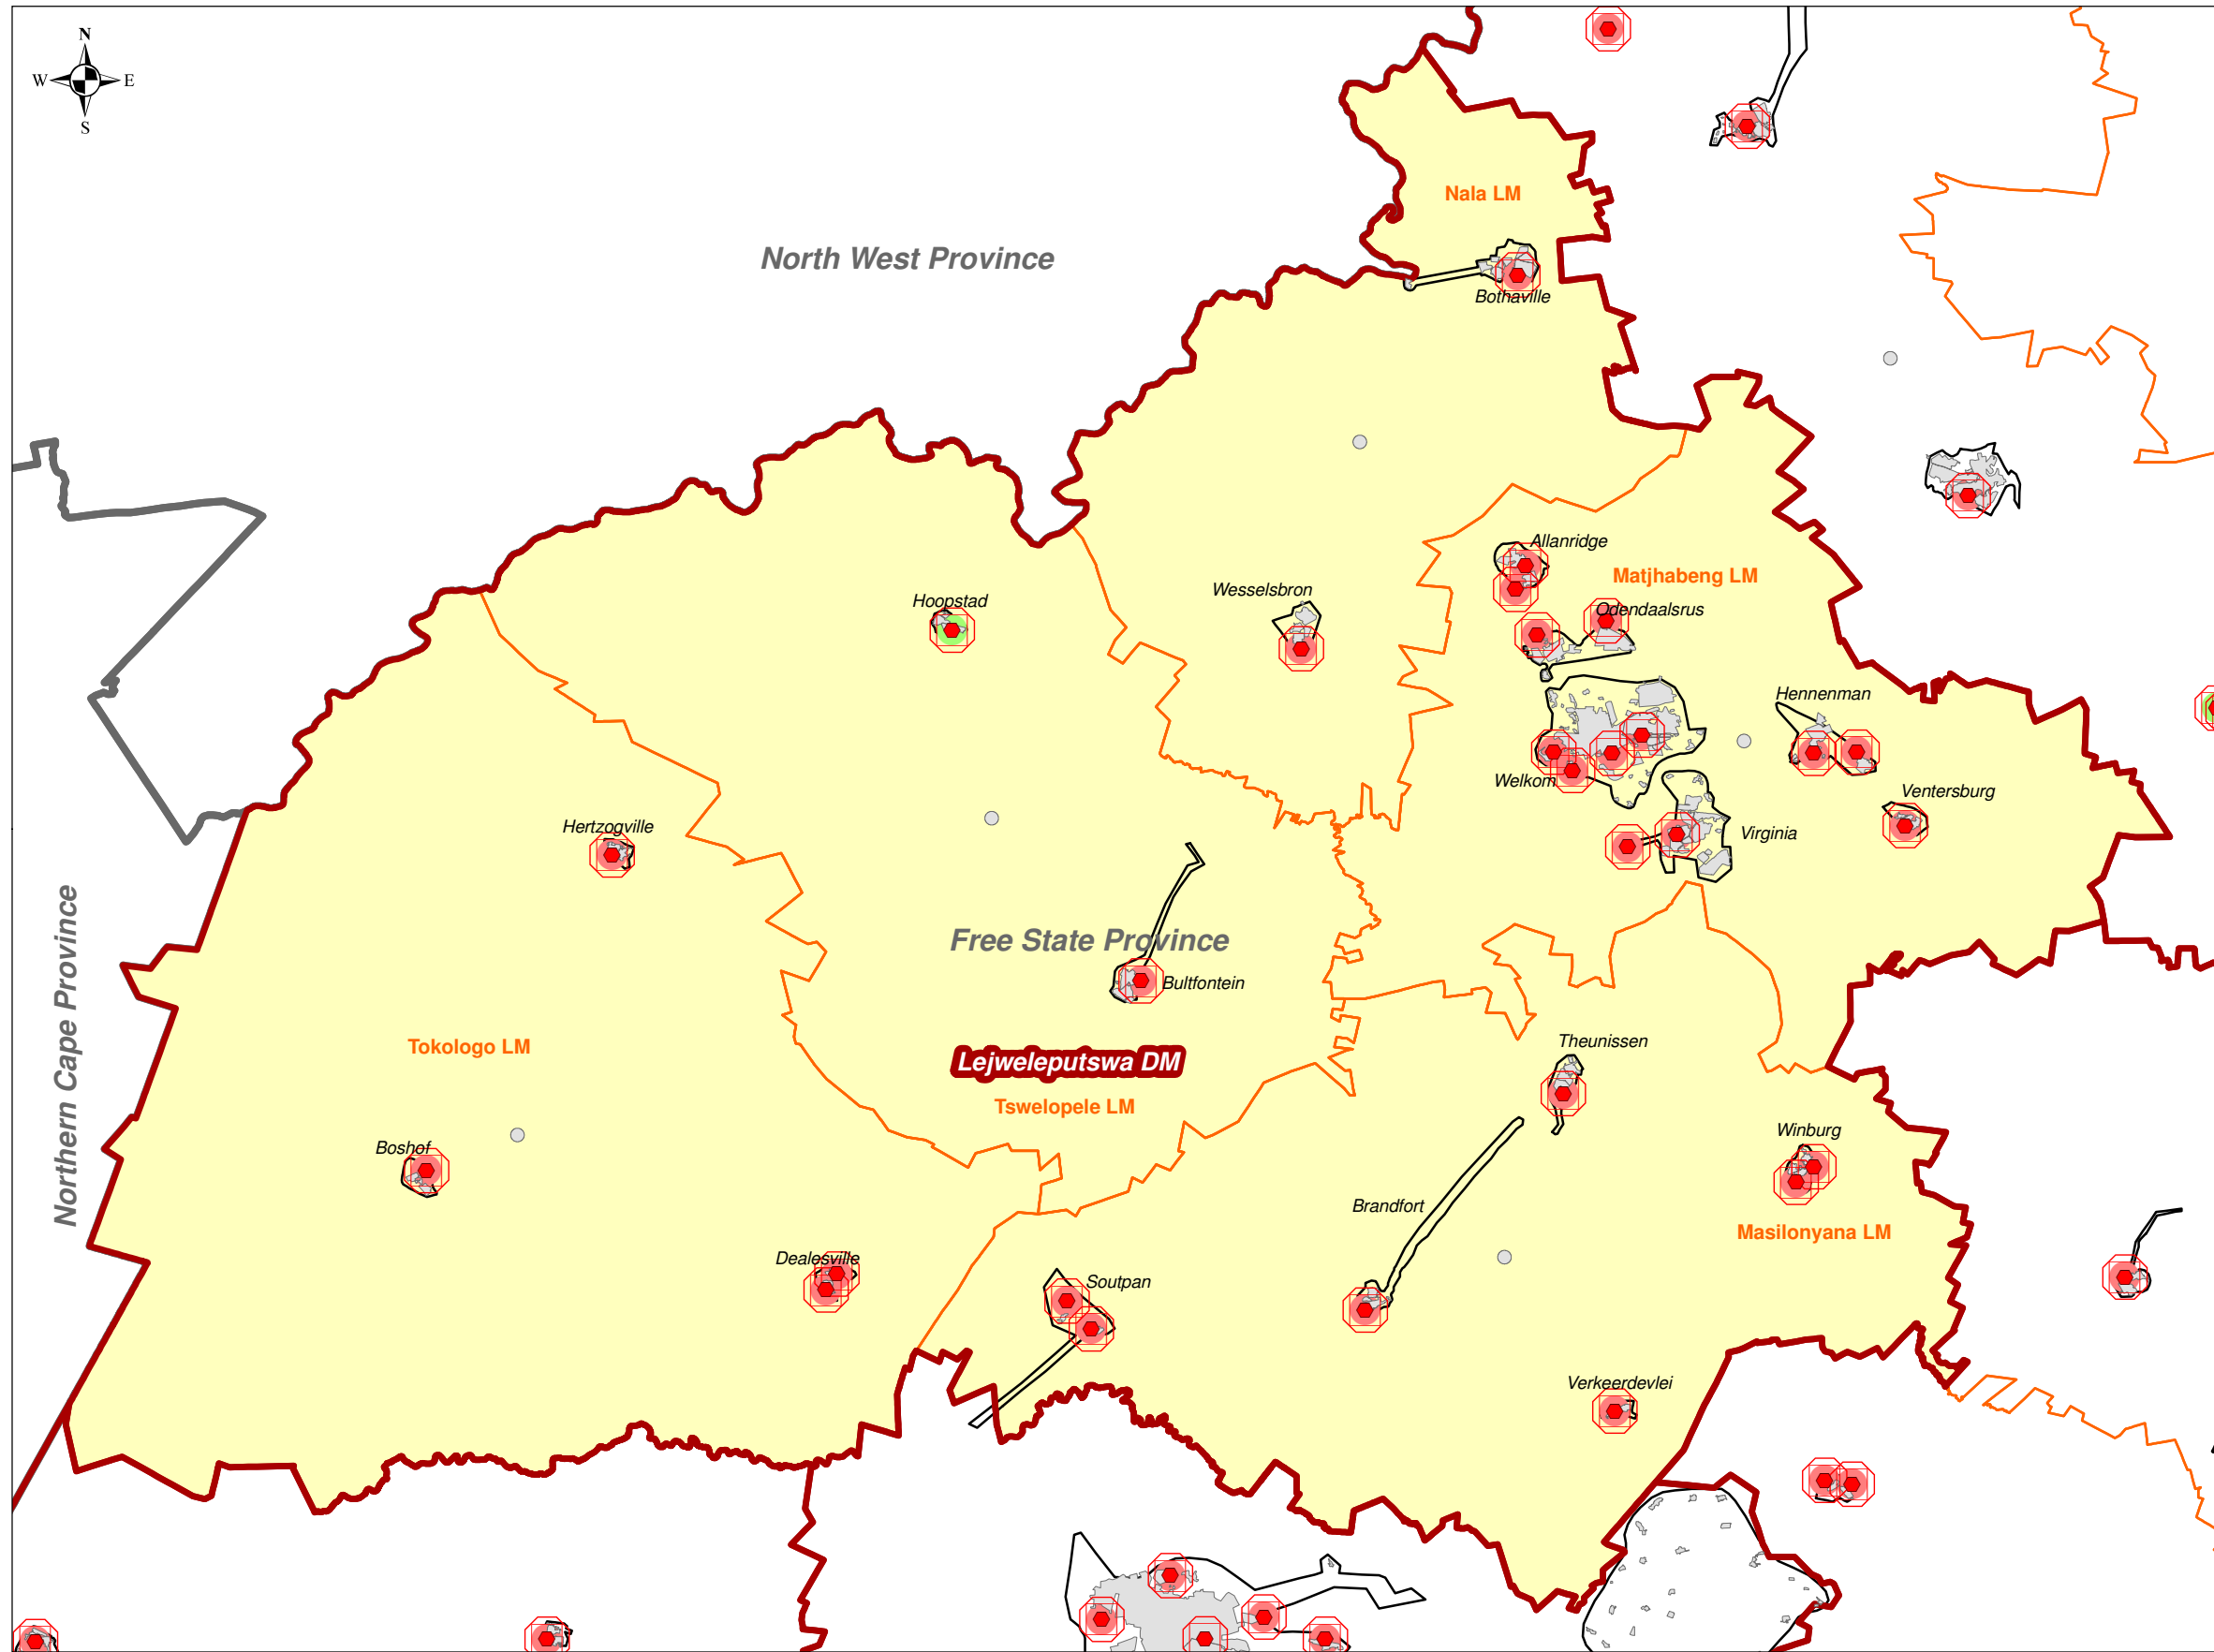 N
W E
S
Nala LM
North West Province
Bothaville
Allanridge
Matjhabeng LM
Wesselsbron
Hoopstad
Odendaalsrus
Hennenman
Welkom
Ventersburg
Hertzogville
Virginia
Free State Province
Northern Cape Province
Bultfontein
Theunissen
Tokologo LM
Lejweleputswa DM
Tswelopele LM
Winburg
Boshof
Brandfort
Masilonyana LM
Dealesville
Soutpan
Verkeerdevlei